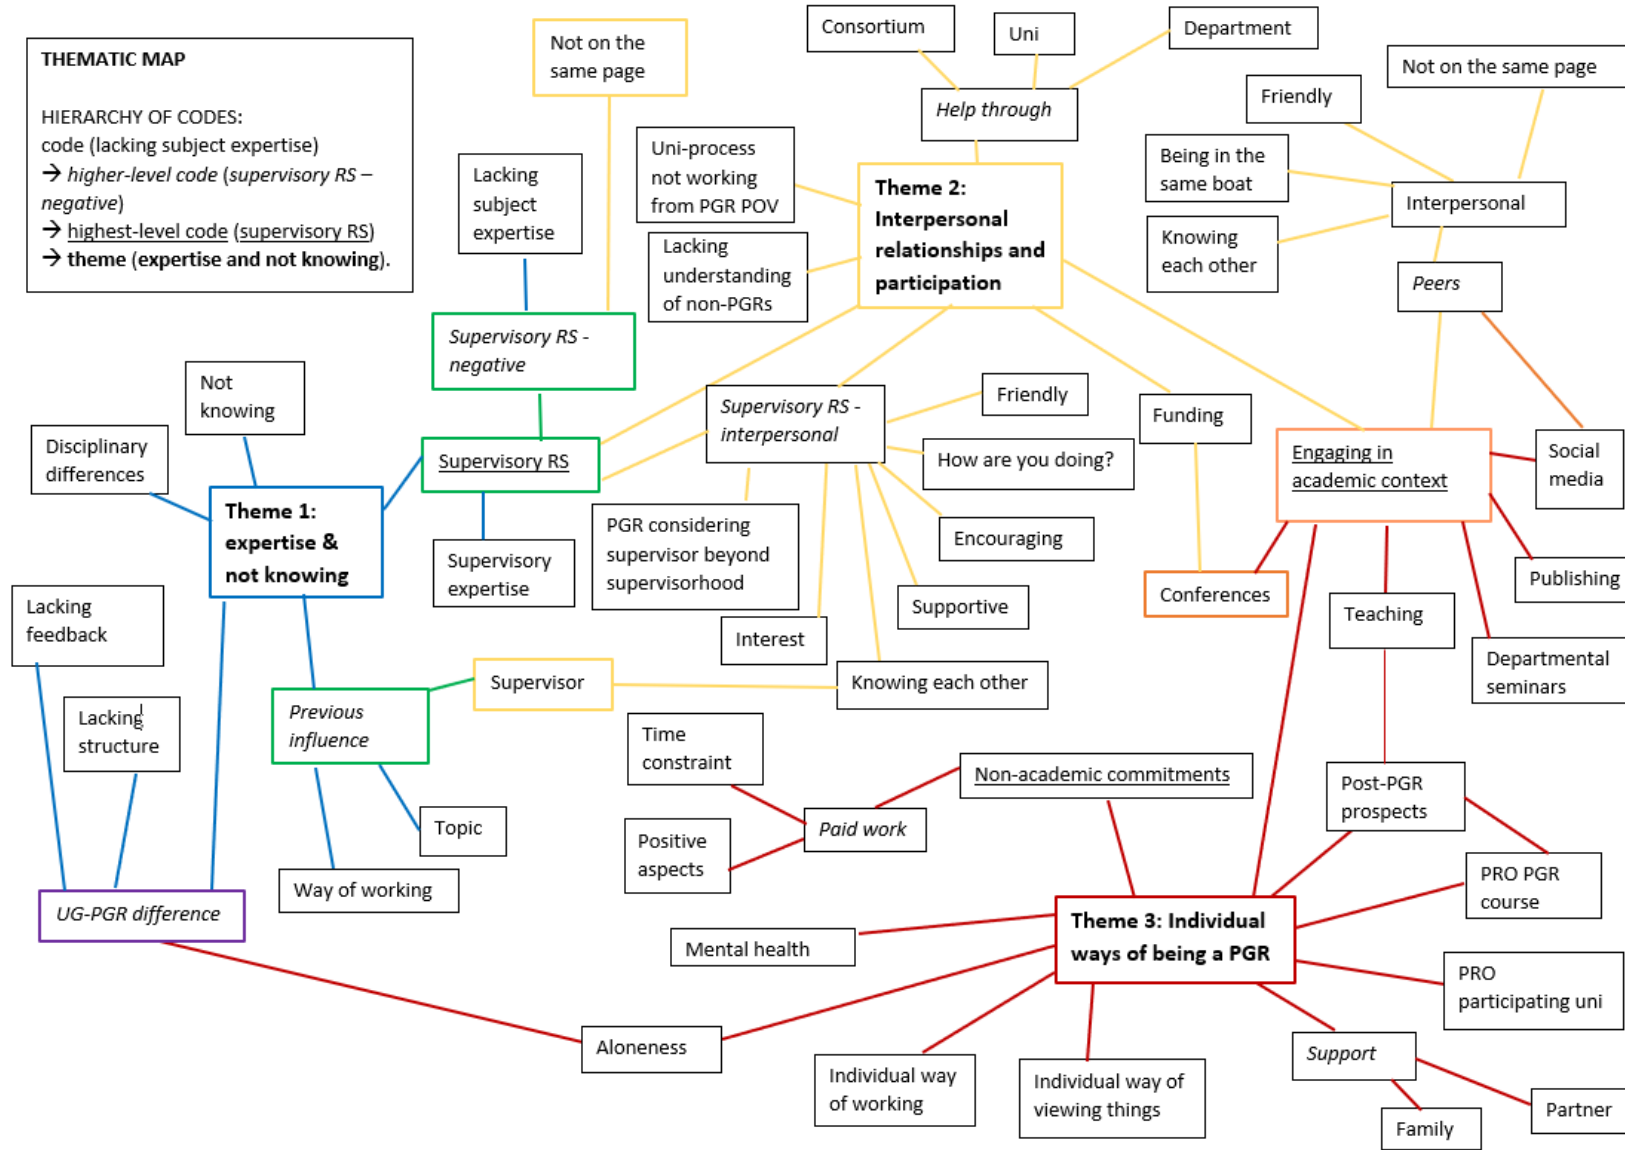 THEMATIC MAP
HIERARCHY OF CODES:
code (lacking subject expertise)
→ higher-level code (supervisory RS –
negative)
→ highest-level code (supervisory RS)
→ theme (expertise and not knowing).
Not on the
same page
Consortium
Uni
Department
Help through
Not on the same page
Friendly
Being in the
same boat
Knowing
each other
Interpersonal
Peers
Uni-process
not working
from PGR POV
Lacking
understanding
of non-PGRs
Theme 2:
Interpersonal
relationships and
participation
Lacking
subject
expertise
Supervisory RS -
negative
Not
knowing
Disciplinary
differences
Supervisory RS
Theme 1:
expertise &
not knowing
Supervisory
expertise
Supervisory RS -
interpersonal
Friendly
How are you doing?
Encouraging
Supportive
PGR considering
supervisor beyond
supervisorhood
Interest
Knowing each other
Funding
Conferences
Engaging in
academic context
Social
media
Publishing
Teaching
Departmental
seminars
Lacking
feedback
Lacking
structure
Previous
influence
Supervisor
Topic
Way of working
UG-PGR difference
Time
constraint
Positive
aspects
Paid work
Non-academic commitments
Post-PGR
prospects
PRO PGR
course
Theme 3: Individual
ways of being a PGR
Mental health
PRO
participating uni
Aloneness
Individual way
of working
Individual way of
viewing things
Support
Partner
Family